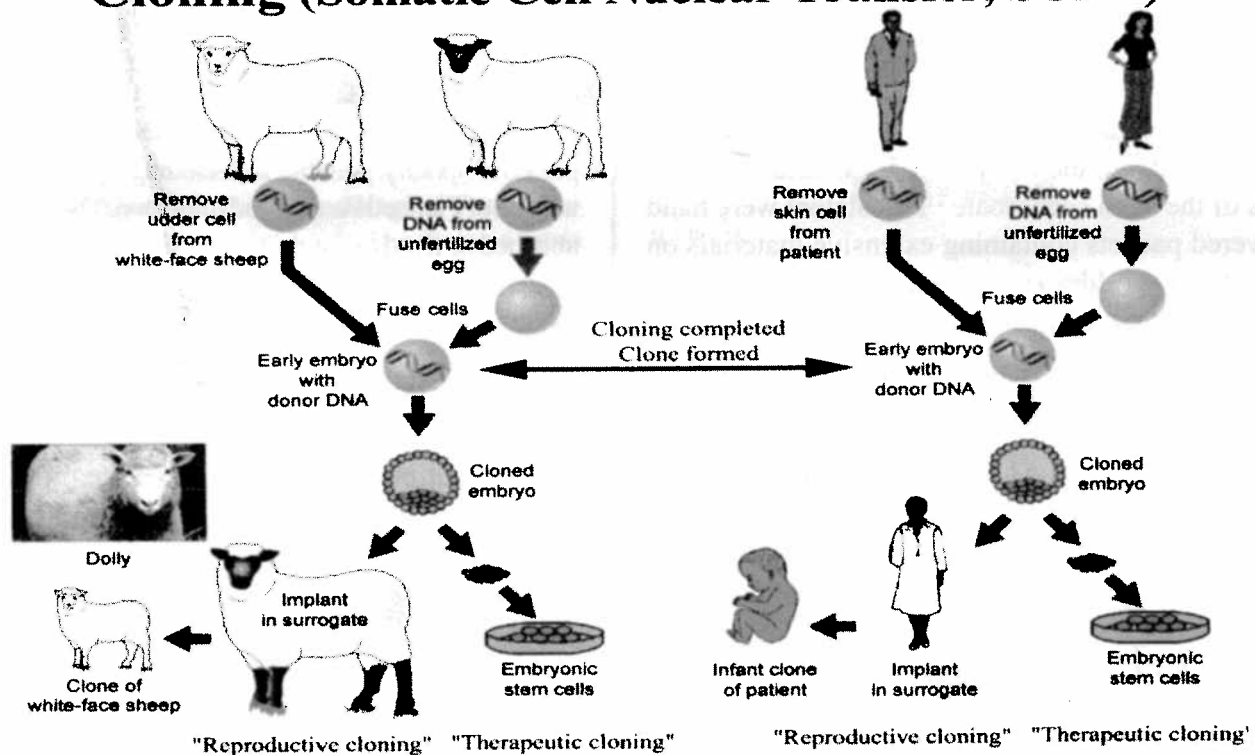 Cloning (Somatic Cell Nuclear Transfer,
Remove
udder cell
from
white-face sheep
Remove
DNA from
unfertilized
egg
Fuse cells
Early embryo
with
donor DNA
Cloned
embryo
Dolly
Implant
in surrogate
Clone of
white-face sheep
Embryonic
stem cells
"Reproductive cloning"
"Therapeutic cloning"
Cloning completed
Clone formed
Remove
skin cell
from
patient
Remove
DNA from
unfertilized
egg
Fuse cells
Early embryo
with
donor DNA
Cloned
embryo
Infant clone
of patient
Implant
in surrogate
Embryonic
stem cells
"Reproductive cloning"
"Therapeutic cloning"